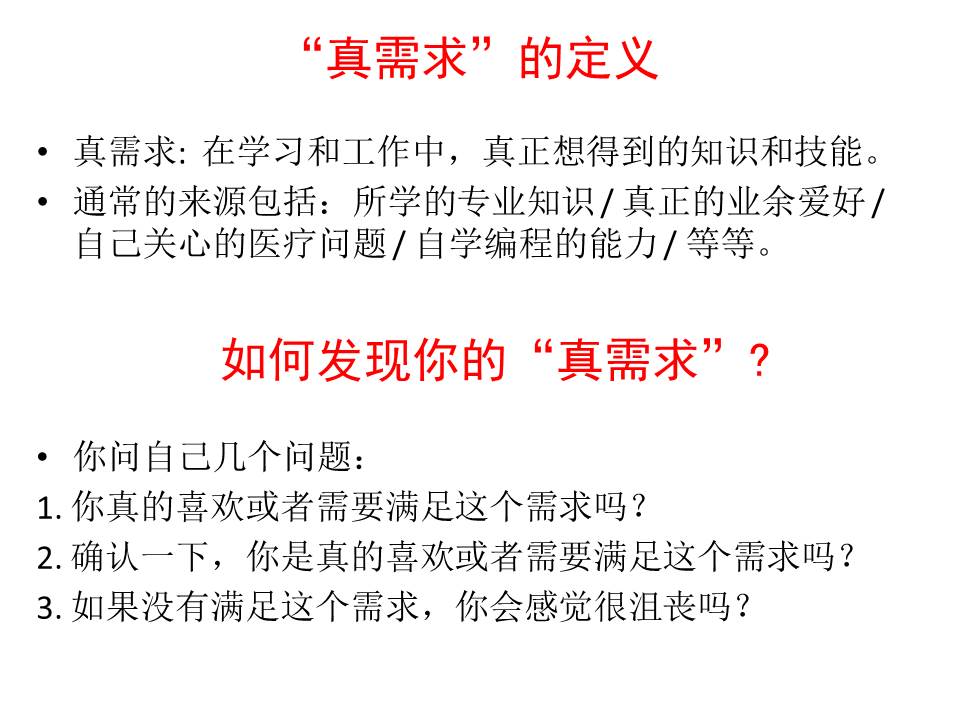 “真需求”的定义
• 真需求: 在学习和工作中，真正想得到的知识和技能。
• 通常的来源包括：所学的专业知识 / 真正的业余爱好 /
自己关心的医疗问题 / 自学编程的能力 / 等等。
如何发现你的“真需求”?
• 你问自己几个问题：
1. 你真的喜欢或者需要满足这个需求吗？
2. 确认一下，你是真的喜欢或者需要满足这个需求吗？
3. 如果没有满足这个需求，你会感觉很沮丧吗？